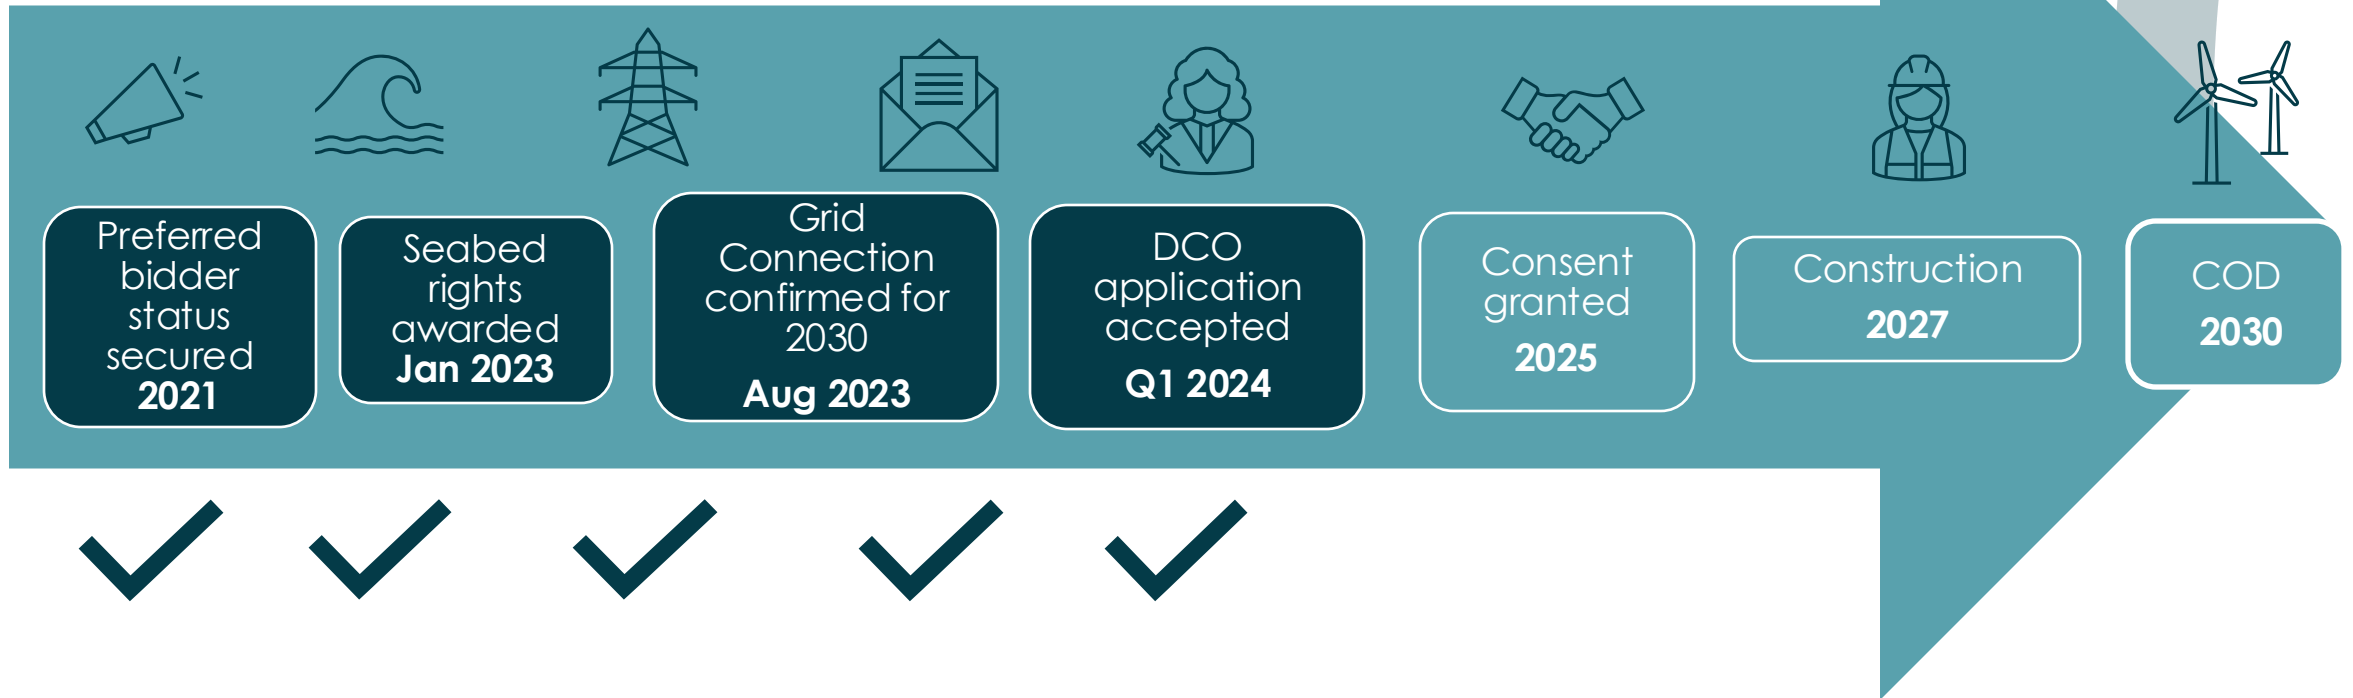 Preferred
bidder
status
secured
2021
Seabed
rights
awarded
Jan 2023
Grid
Connection
confirmed for
2030
Aug 2023
DCO
application
accepted
Q1 2024
Consent
granted
2025
Construction
2027
COD
2030